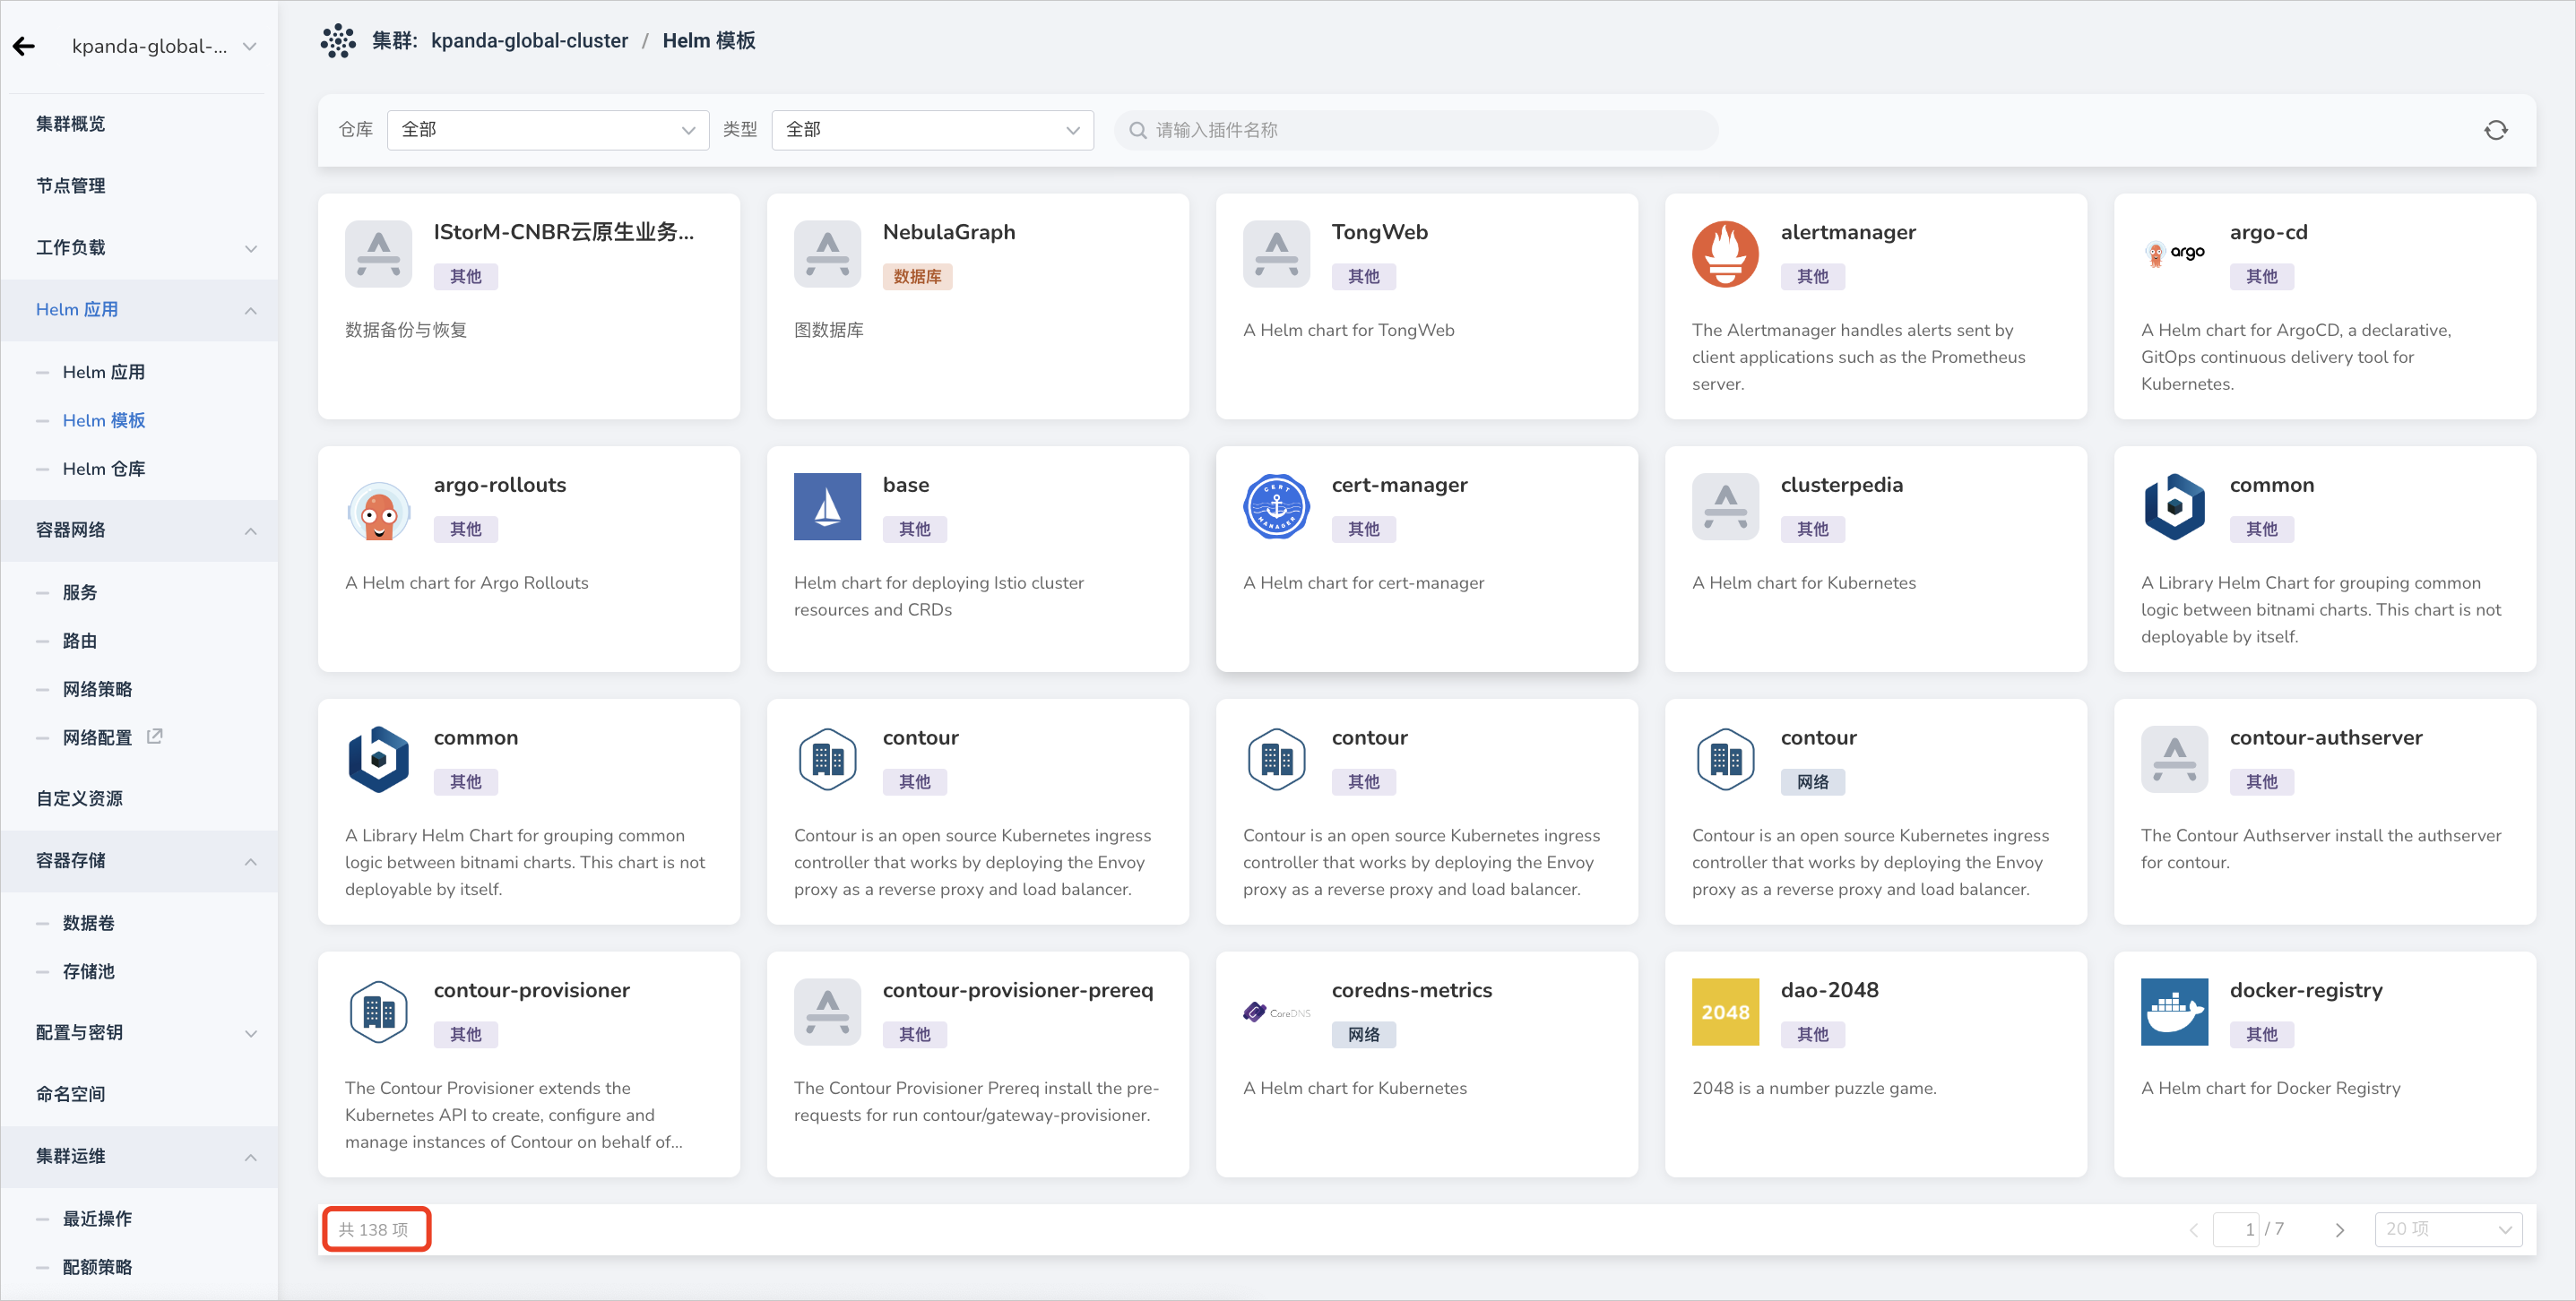 kpanda-global-...
集群概览
节点管理
工作负载
Helm 应用
Helm 应用
Helm 模板
Helm 仓库
容器网络
服务
路由
网络策略
网络配置
自定义资源
容器存储
数据卷
存储池
配置与密钥
命名空间
集群运维
最近操作
配额策略
集群: kpanda-global-cluster / Helm 模板
仓库 全部 类型 全部 请输入插件名称
IStorM-CNBR云原生业务...
其他
数据备份与恢复
NebulaGraph
数据库
图数据库
TongWeb
其他
A Helm chart for TongWeb
alertmanager
其他
The Alertmanager handles alerts sent by
client applications such as the Prometheus
server.
argo
argo-cd
其他
A Helm chart for ArgoCD, a declarative,
GitOps continuous delivery tool for
Kubernetes.
argo-rollouts
其他
A Helm chart for Argo Rollouts
base
其他
Helm chart for deploying Istio cluster
resources and CRDs
CERT
MANAGER
cert-manager
其他
A Helm chart for cert-manager
clusterpedia
其他
A Helm chart for Kubernetes
common
其他
A Library Helm Chart for grouping common
logic between bitnami charts. This chart is not
deployable by itself.
common
其他
A Library Helm Chart for grouping common
logic between bitnami charts. This chart is not
deployable by itself.
contour
其他
Contour is an open source Kubernetes ingress
controller that works by deploying the Envoy
proxy as a reverse proxy and load balancer.
contour
其他
Contour is an open source Kubernetes ingress
controller that works by deploying the Envoy
proxy as a reverse proxy and load balancer.
contour
网络
Contour is an open source Kubernetes ingress
controller that works by deploying the Envoy
proxy as a reverse proxy and load balancer.
contour-authserver
其他
The Contour Authserver install the authserver
for contour.
contour-provisioner
其他
The Contour Provisioner extends the
Kubernetes API to create, configure and
manage instances of Contour on behalf of...
contour-provisioner-prereq
其他
The Contour Provisioner Prereq install the pre-
requests for run contour/gateway-provisioner.
CoreDNS
coredns-metrics
网络
A Helm chart for Kubernetes
2048
dao-2048
其他
2048 is a number puzzle game.
docker-registry
其他
A Helm chart for Docker Registry
共 138 项
1 / 7
20 项